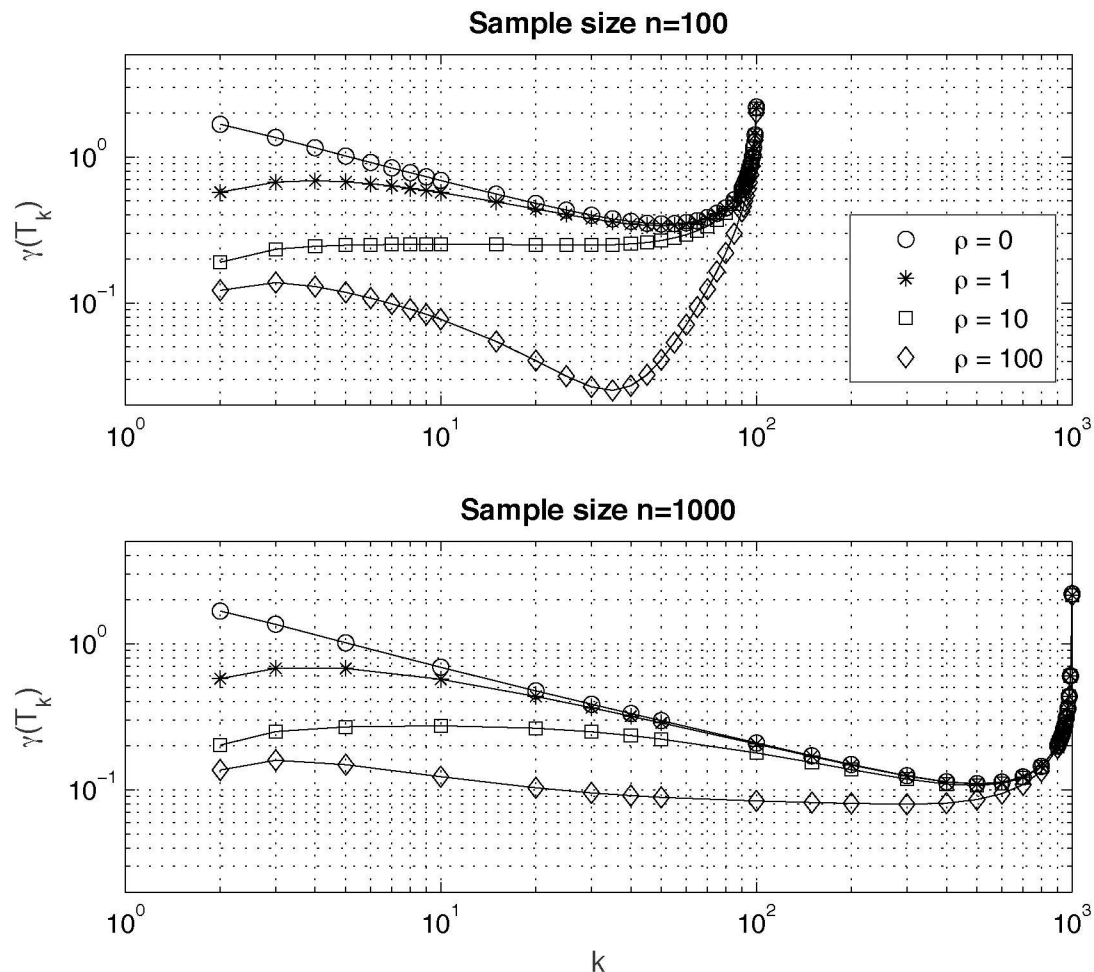 Sample size n=100
γ(T_k)
10^0
10^-1
10^0
10^1
10^2
10^3
ρ = 0
ρ = 1
ρ = 10
ρ = 100
Sample size n=1000
γ(T_k)
10^0
10^-1
10^0
10^1
10^2
10^3
k